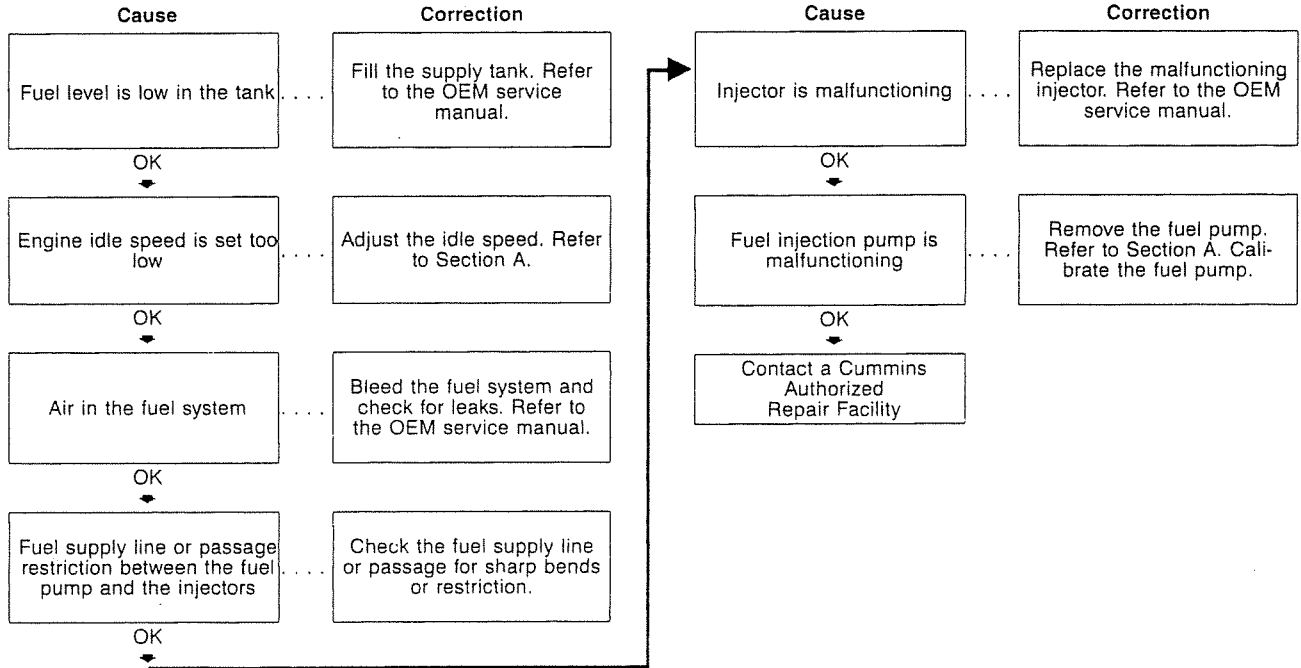 Cause
Correction
Fuel level is low in the tank . . . .
Fill the supply tank. Refer
to the OEM service
manual.
OK
Engine idle speed is set too
low
. . . .
Adjust the idle speed. Refer
to Section A.
OK
Air in the fuel system
. . . .
Bleed the fuel system and
check for leaks. Refer to
the OEM service manual.
OK
Fuel supply line or passage
restriction between the fuel
pump and the injectors
. . . .
Check the fuel supply line
or passage for sharp bends
or restriction.
OK
Cause
Correction
Injector is malfunctioning . . . .
Replace the malfunctioning
injector. Refer to the OEM
service manual.
OK
Fuel injection pump is
malfunctioning
. . . .
Remove the fuel pump.
Refer to Section A. Cali-
brate the fuel pump.
OK
Contact a Cummins
Authorized
Repair Facility